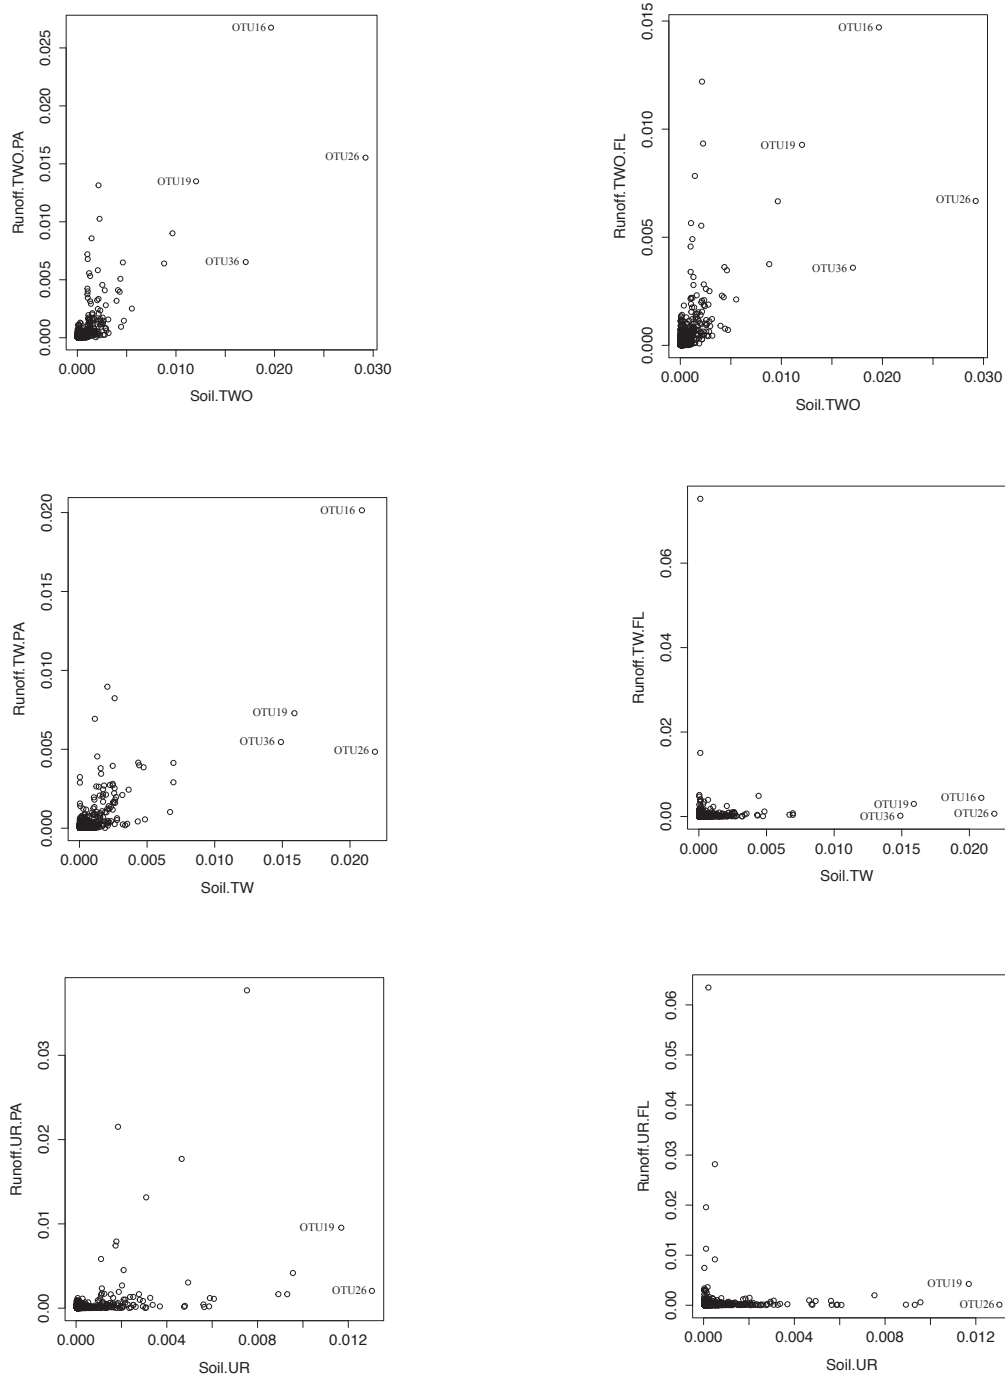 OTU16
OTU26
OTU19
OTU36
0.000
0.005
0.010
0.015
0.020
0.025
Runoff.TWO.PA
0.000
0.010
0.020
0.030
Soil.TWO
OTU16
OTU19
OTU26
OTU36
0.000
0.005
0.010
0.015
Runoff.TWO.FL
0.000
0.010
0.020
0.030
Soil.TWO
OTU16
OTU19
OTU36
OTU26
0.000
0.005
0.010
0.015
0.020
Runoff.TW.PA
0.000
0.005
0.010
0.015
0.020
Soil.TW
OTU16
OTU19
OTU36
OTU26
0.00
0.02
0.04
0.06
Runoff.TW.FL
0.000
0.005
0.010
0.015
0.020
Soil.TW
OTU19
OTU26
0.00
0.01
0.02
0.03
Runoff.UR.PA
0.000
0.004
0.008
0.012
Soil.UR
OTU19
OTU26
0.00
0.01
0.02
0.03
0.04
0.05
0.06
Runoff.UR.FL
0.000
0.004
0.008
0.012
Soil.UR